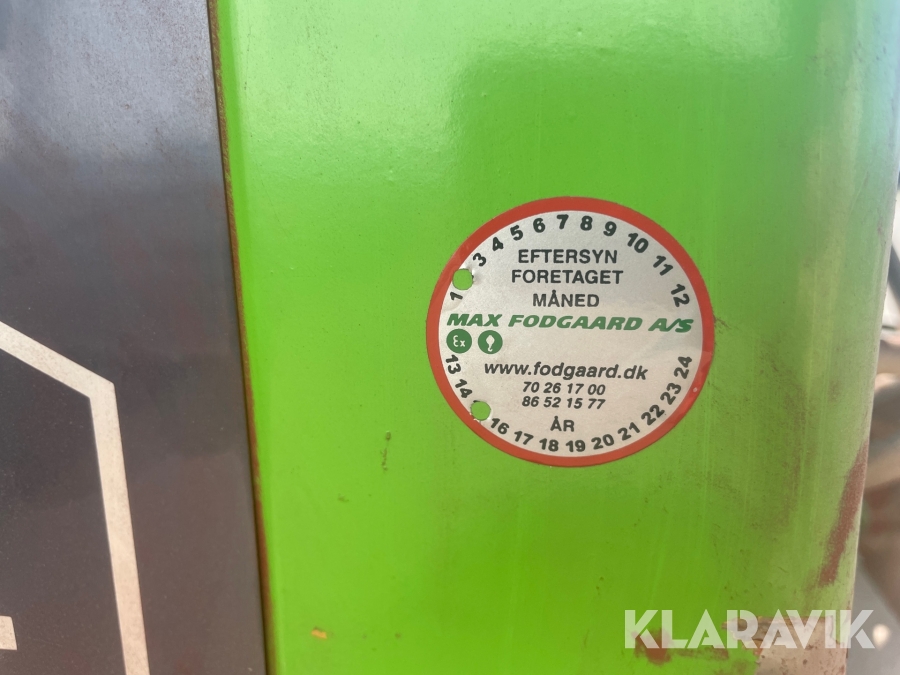 1 3 4 5 6 7 8 9 10 11 12
EFTERSYN
FORETAGET
MÅNED
MAX FODGAARD A/S
Ex
www.fodgaard.dk
70 26 17 00
86 52 15 77
ÅR
13 14 16 17 18 19 20 21 22 23 24
KLARAVIK